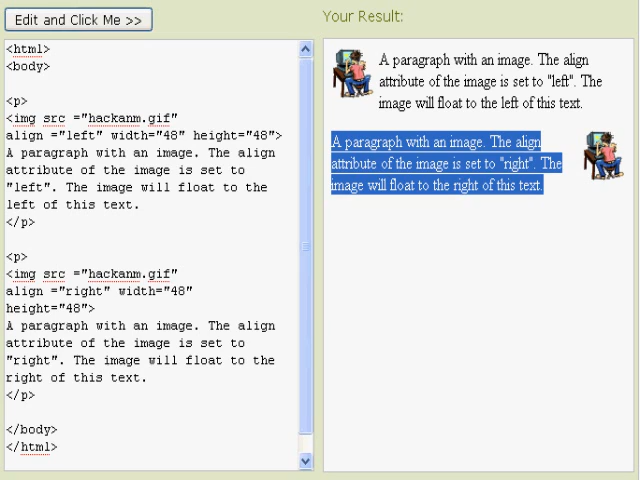 Edit and Click Me >>
<html>
<body>
<p>
<img src ="hackanm.gif"
align ="left" width="48" height="48">
A paragraph with an image. The align
attribute of the image is set to
"left". The image will float to the
left of this text.
</p>
<p>
<img src ="hackanm.gif"
align ="right" width="48"
height="48">
A paragraph with an image. The align
attribute of the image is set to
"right". The image will float to the
right of this text.
</p>
</body>
</html>
Your Result:
A paragraph with an image. The align
attribute of the image is set to "left". The
image will float to the left of this text.
A paragraph with an image. The align
attribute of the image is set to "right". The
image will float to the right of this text.